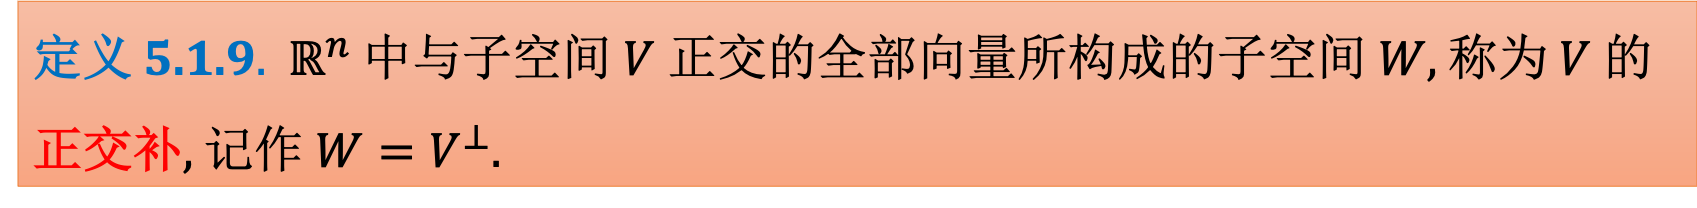 定义 5.1.9. ℝⁿ 中与子空间 V 正交的全部向量所构成的子空间 W, 称为 V 的
正交补, 记作 W = V⊥.